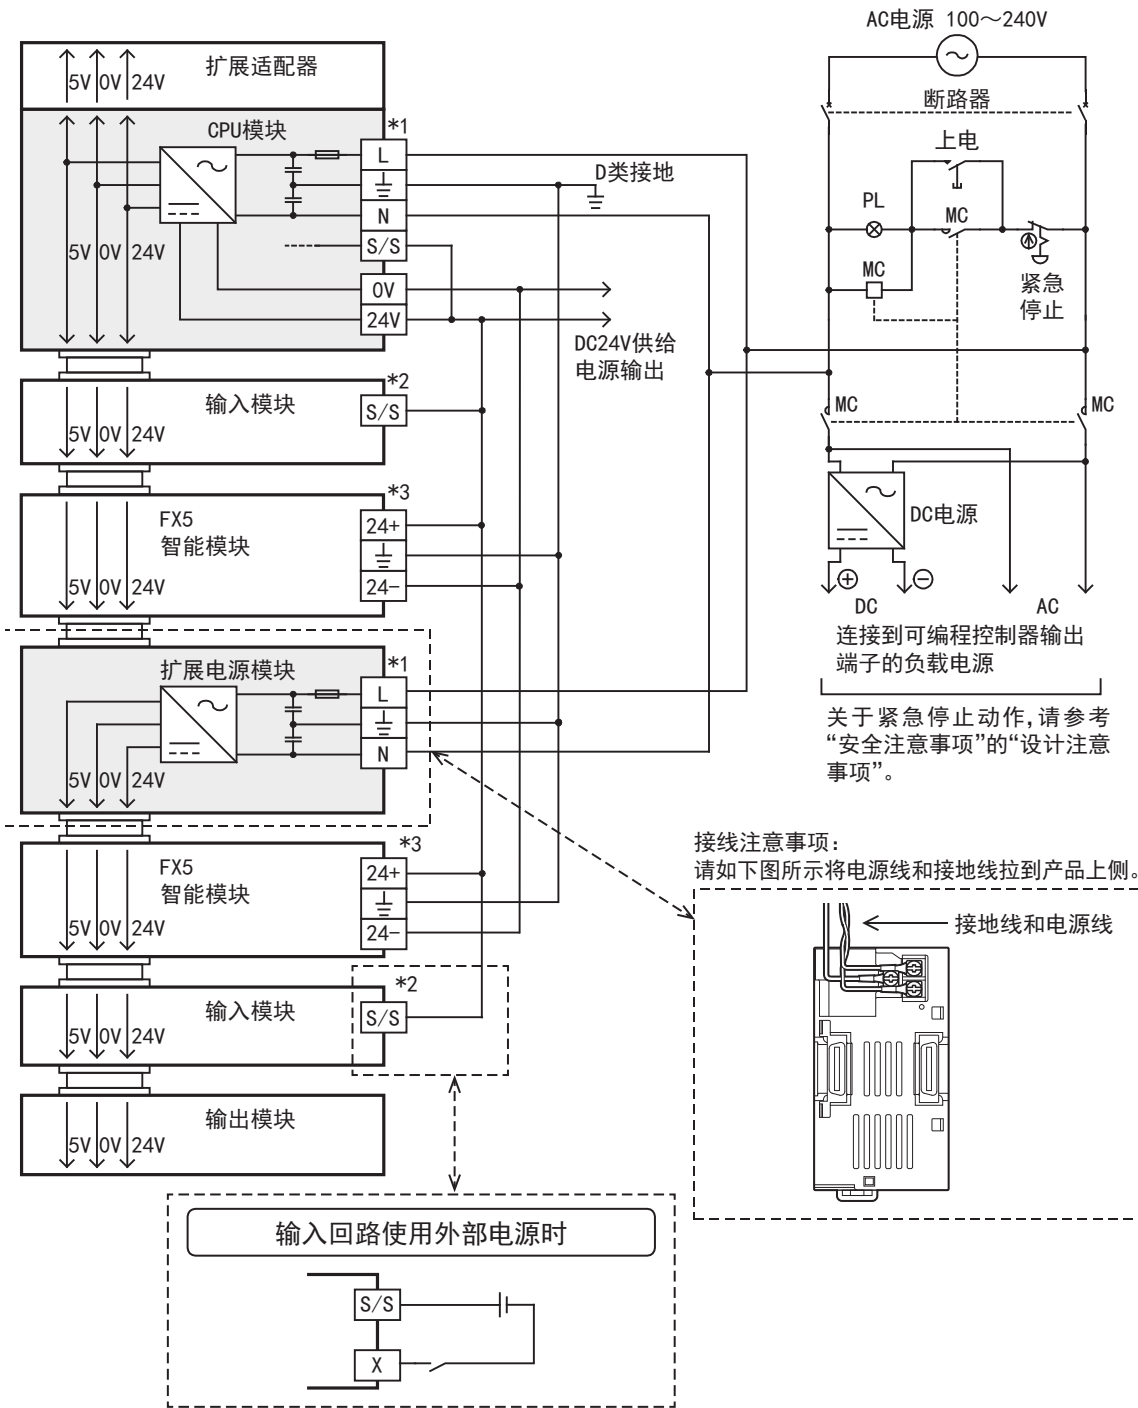 AC电源 100～240V
扩展适配器
5V 0V 24V
断路器
CPU模块
*1
L
N
S/S
0V
24V
5V 0V 24V
D类接地
上电
PL
MC
MC
紧急
停止
DC24V供给
电源输出
输入模块
*2
S/S
5V 0V 24V
MC
MC
FX5
智能模块
*3
24+
24-
5V 0V 24V
DC电源
DC
AC
连接到可编程控制器输出
端子的负载电源
扩展电源模块
*1
L
N
5V 0V 24V
关于紧急停止动作,请参考
“安全注意事项”的“设计注意
事项”。
FX5
智能模块
*3
24+
24-
5V 0V 24V
接线注意事项:
请如下图所示将电源线和接地线拉到产品上侧。
接地线和电源线
输入模块
*2
S/S
5V 0V 24V
输出模块
5V 0V 24V
输入回路使用外部电源时
S/S
X